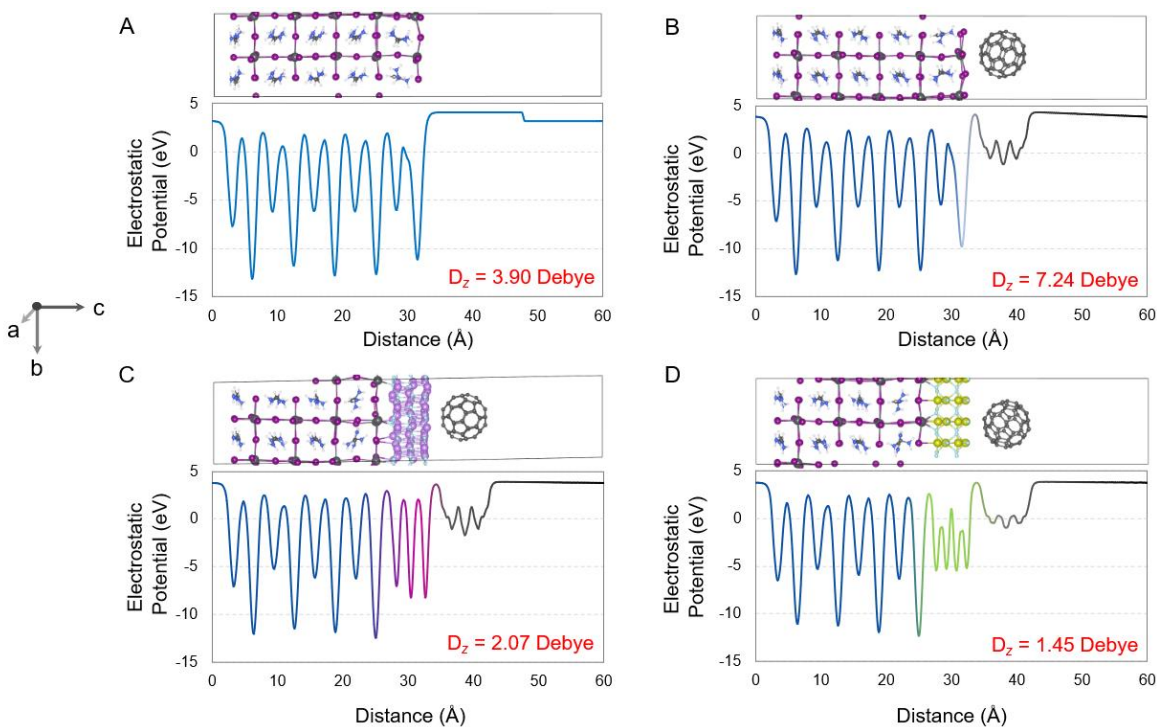 A
5
0
-5
-10
-15
Electrostatic
Potential (eV)
D_z = 3.90 Debye
0 10 20 30 40 50 60
Distance (Å)
B
5
0
-5
-10
-15
Electrostatic
Potential (eV)
D_z = 7.24 Debye
0 10 20 30 40 50 60
Distance (Å)
a
b
c
C
5
0
-5
-10
-15
Electrostatic
Potential (eV)
D_z = 2.07 Debye
0 10 20 30 40 50 60
Distance (Å)
D
5
0
-5
-10
-15
Electrostatic
Potential (eV)
D_z = 1.45 Debye
0 10 20 30 40 50 60
Distance (Å)